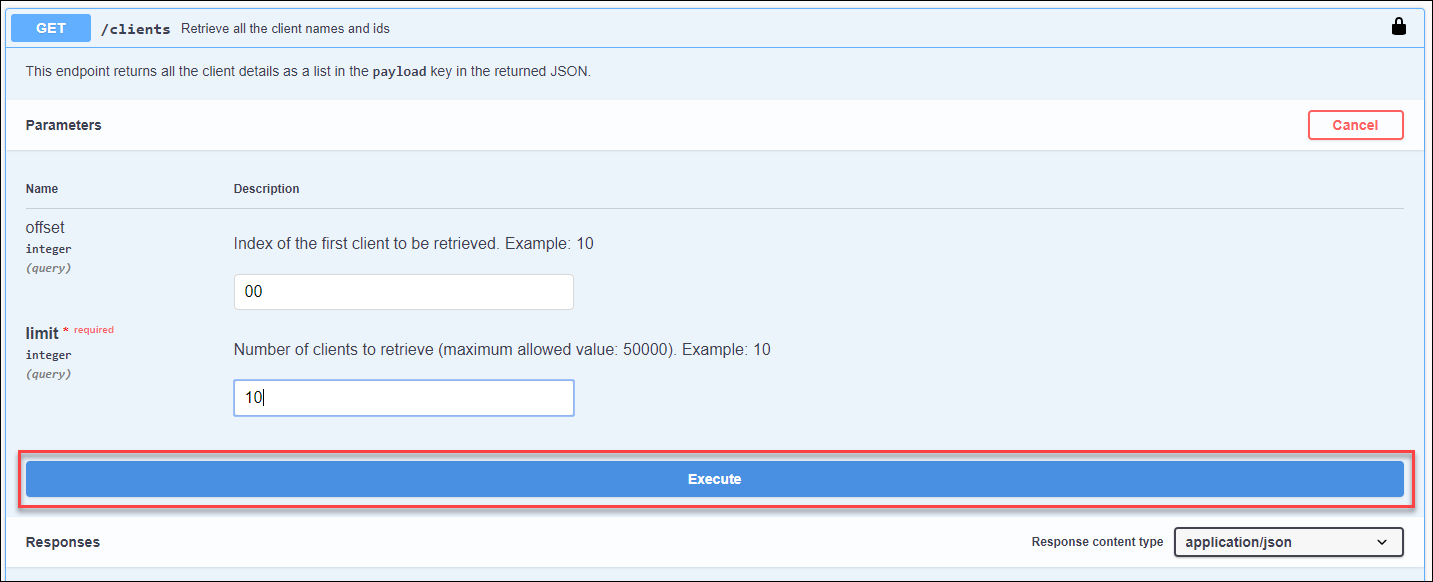 GET /clients Retrieve all the client names and ids
This endpoint returns all the client details as a list in the payload key in the returned JSON.
Parameters Cancel
Name Description
offset
integer
(query)
Index of the first client to be retrieved. Example: 10
00
limit * required
integer
(query)
Number of clients to retrieve (maximum allowed value: 50000). Example: 10
10
Execute
Responses Response content type application/json